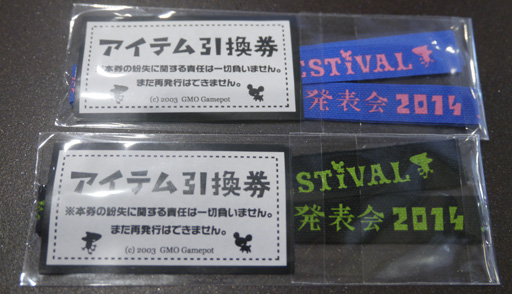 アイテム引換券
※本券の紛失に関する責任は一切負いません。
また再発行はできません。
(c) 2003 GMO Gamepot
ESTiVAL
発表会 2014
アイテム引換券
※本券の紛失に関する責任は一切負いません。
また再発行はできません。
(c) 2003 GMO Gamepot
STiVAL
発表会 2014